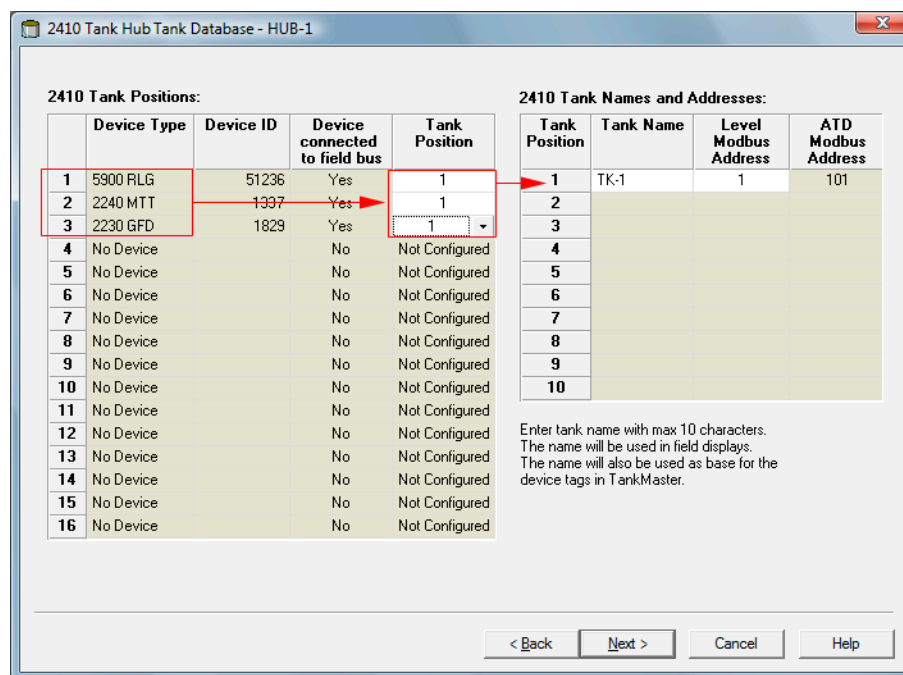 2410 Tank Hub Tank Database - HUB-1
2410 Tank Positions:
Device Type Device ID Device connected to field bus Tank Position
1 5900 RLG 51236 Yes 1
2 2240 MTT 1337 Yes 1
3 2230 GFD 1829 Yes 1
4 No Device No Not Configured
5 No Device No Not Configured
6 No Device No Not Configured
7 No Device No Not Configured
8 No Device No Not Configured
9 No Device No Not Configured
10 No Device No Not Configured
11 No Device No Not Configured
12 No Device No Not Configured
13 No Device No Not Configured
14 No Device No Not Configured
15 No Device No Not Configured
16 No Device No Not Configured
2410 Tank Names and Addresses:
Tank Position Tank Name Level Modbus Address ATD Modbus Address
1 TK-1 1 101
2
3
4
5
6
7
8
9
10
Enter tank name with max 10 characters.
The name will be used in field displays.
The name will also be used as base for the
device tags in TankMaster.
< Back Next > Cancel Help